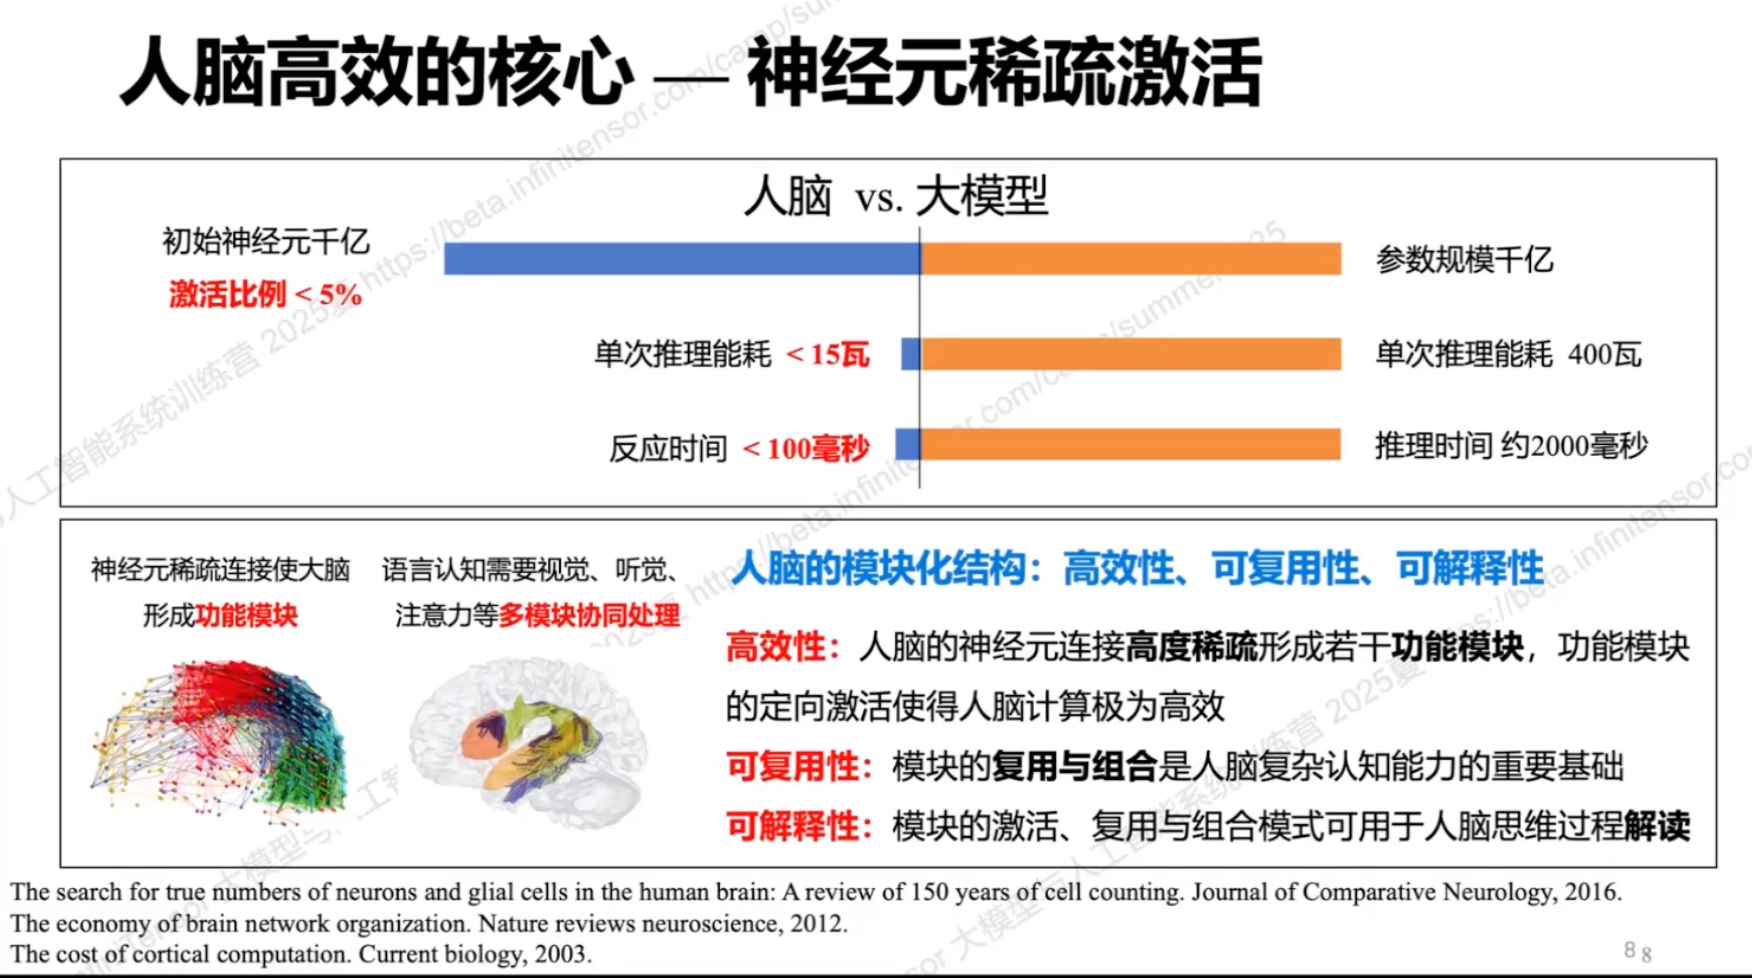 人脑高效的核心 — 神经元稀疏激活
人脑 vs. 大模型
初始神经元千亿
激活比例 < 5%
参数规模千亿
单次推理能耗 < 15瓦
单次推理能耗 400瓦
反应时间 < 100毫秒
推理时间 约2000毫秒
神经元稀疏连接使大脑
形成功能模块
语言认知需要视觉、听觉、
注意力等多模块协同处理
人脑的模块化结构：高效性、可复用性、可解释性
高效性：人脑的神经元连接高度稀疏形成若干功能模块，功能模块
的定向激活使得人脑计算极为高效
可复用性：模块的复用与组合是人脑复杂认知能力的重要基础
可解释性：模块的激活、复用与组合模式可用于人脑思维过程解读
The search for true numbers of neurons and glial cells in the human brain: A review of 150 years of cell counting. Journal of Comparative Neurology, 2016.
The economy of brain network organization. Nature reviews neuroscience, 2012.
The cost of cortical computation. Current biology, 2003.
8 8